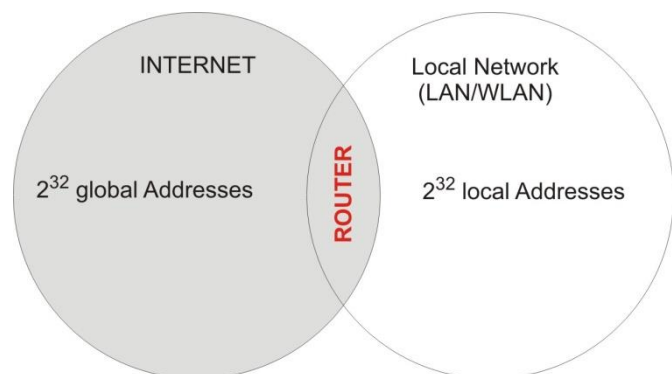 INTERNET
Local Network
(LAN/WLAN)
2³² global Addresses
ROUTER
2³² local Addresses